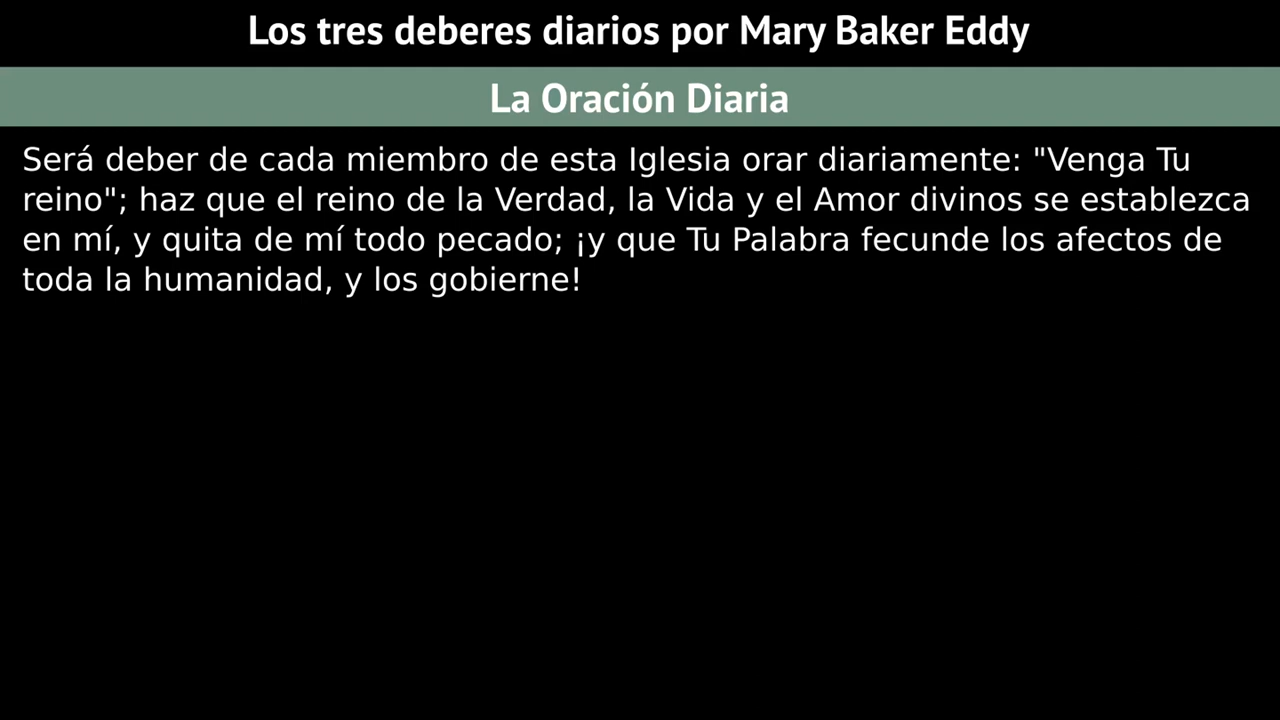 Los tres deberes diarios por Mary Baker Eddy
La Oración Diaria
Será deber de cada miembro de esta Iglesia orar diariamente: "Venga Tu
reino"; haz que el reino de la Verdad, la Vida y el Amor divinos se establezca
en mí, y quita de mí todo pecado; ¡y que Tu Palabra fecunde los afectos de
toda la humanidad, y los gobierne!